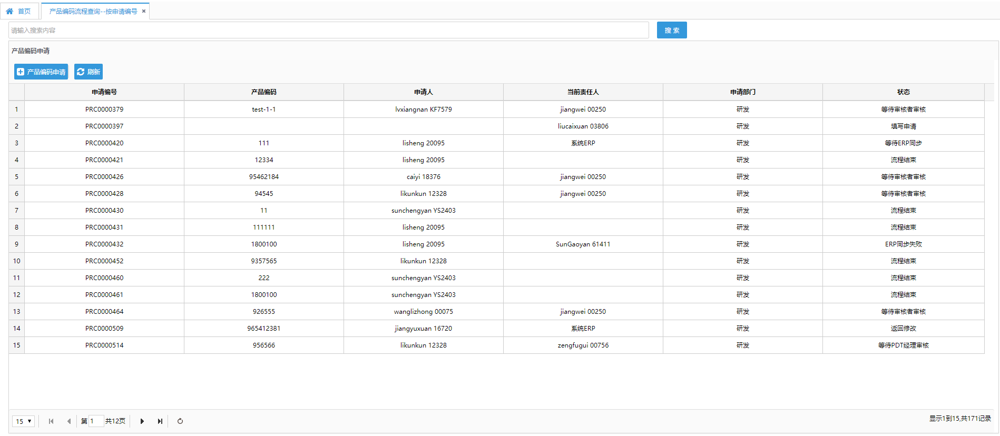 首页 产品编码流程查询--按申请编号 ×
请输入搜索内容 搜 索
产品编码申请
产品编码申请 刷新
申请编号 产品编码 申请人 当前责任人 申请部门 状态
1 PRC0000379 test-1-1 lvxiangnan KF7579 jiangwei 00250 研发 等待审核者审核
2 PRC0000397 liucaixuan 03806 研发 填写申请
3 PRC0000420 111 lisheng 20095 系统ERP 研发 等待ERP同步
4 PRC0000421 12334 lisheng 20095 研发 流程结束
5 PRC0000426 95462184 caiyi 18376 jiangwei 00250 研发 等待审核者审核
6 PRC0000428 94545 likunkun 12328 jiangwei 00250 研发 等待审核者审核
7 PRC0000430 11 sunchengyan YS2403 研发 流程结束
8 PRC0000431 111111 lisheng 20095 研发 流程结束
9 PRC0000432 1800100 lisheng 20095 SunGaoyan 61411 研发 ERP同步失败
10 PRC0000452 9357565 likunkun 12328 研发 流程结束
11 PRC0000460 222 sunchengyan YS2403 研发 流程结束
12 PRC0000461 1800100 sunchengyan YS2403 研发 流程结束
13 PRC0000464 926555 wanglizhong 00075 jiangwei 00250 研发 等待审核者审核
14 PRC0000509 965412381 jiangyuxuan 16720 系统ERP 研发 返回修改
15 PRC0000514 956566 likunkun 12328 zengfugui 00756 研发 等待PDT经理审核
15 第 1 共12页 显示1到15,共171记录